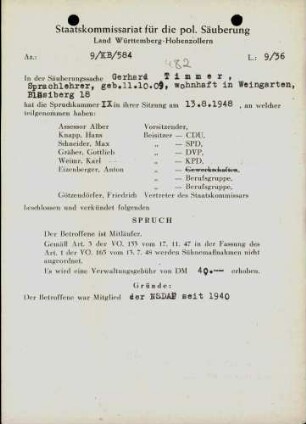 Staatskommissariat für die pol. Säuberung
Land Württemberg-Hohenzollern
Az.: 9/XB/584 L: 9/36
482
In der Säuberungssache Gerhard Timmer,
Sprachlehrer, geb.11.10.09, wohnhaft in Weingarten,
Blasiberg 18
hat die Spruchkammer IX in ihrer Sitzung am 13.8.1948, an welcher
teilgenommen haben:
Assessor Alber Vorsitzender,
Knapp, Hans Beisitzer — CDU,
Schneider, Max „ — SPD,
Gräber, Gottlieb „ — DVP,
Weiner, Karl „ — KPD,
Eizenberger, Anton „ — Gewerkschaften,
„ — Berufsgruppe,
„ — Berufsgruppe,
Götzendörfer, Friedrich Vertreter des Staatskommissars
beschlossen und verkündet folgenden
SPRUCH
Der Betroffene ist Mitläufer.
Gemäß Art. 3 der VO. 133 vom 17. 11. 47 in der Fassung des
Art. 1 der VO. 165 vom 13. 7. 48 werden Sühnemaßnahmen nicht
angeordnet.
Es wird eine Verwaltungsgebühr von DM 40.-- erhoben.
Gründe:
Der Betroffene war Mitglied der NSDAP seit 1940